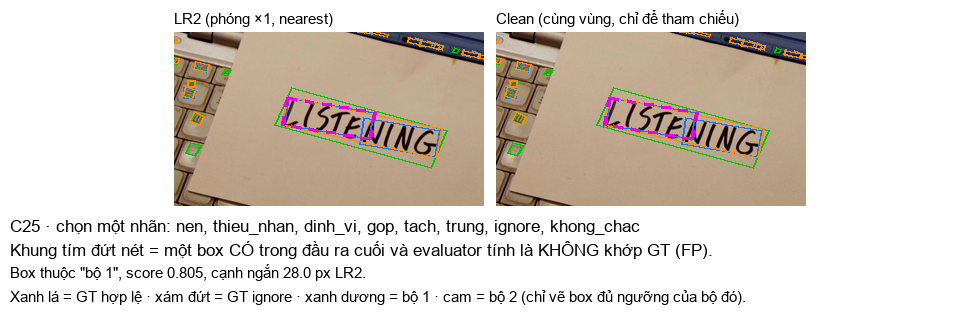 LR2 (phóng ×1, nearest)
Clean (cùng vùng, chỉ để tham chiếu)
LISTENING
LISTENING
C25 · chọn một nhãn: nen, thieu_nhan, dinh_vi, gop, tach, trung, ignore, khong_chac
Khung tím đứt nét = một box CÓ trong đầu ra cuối và evaluator tính là KHÔNG khớp GT (FP).
Box thuộc "bộ 1", score 0.805, cạnh ngắn 28.0 px LR2.
Xanh lá = GT hợp lệ · xám đứt = GT ignore · xanh dương = bộ 1 · cam = bộ 2 (chỉ vẽ box đủ ngưỡng của bộ đó).